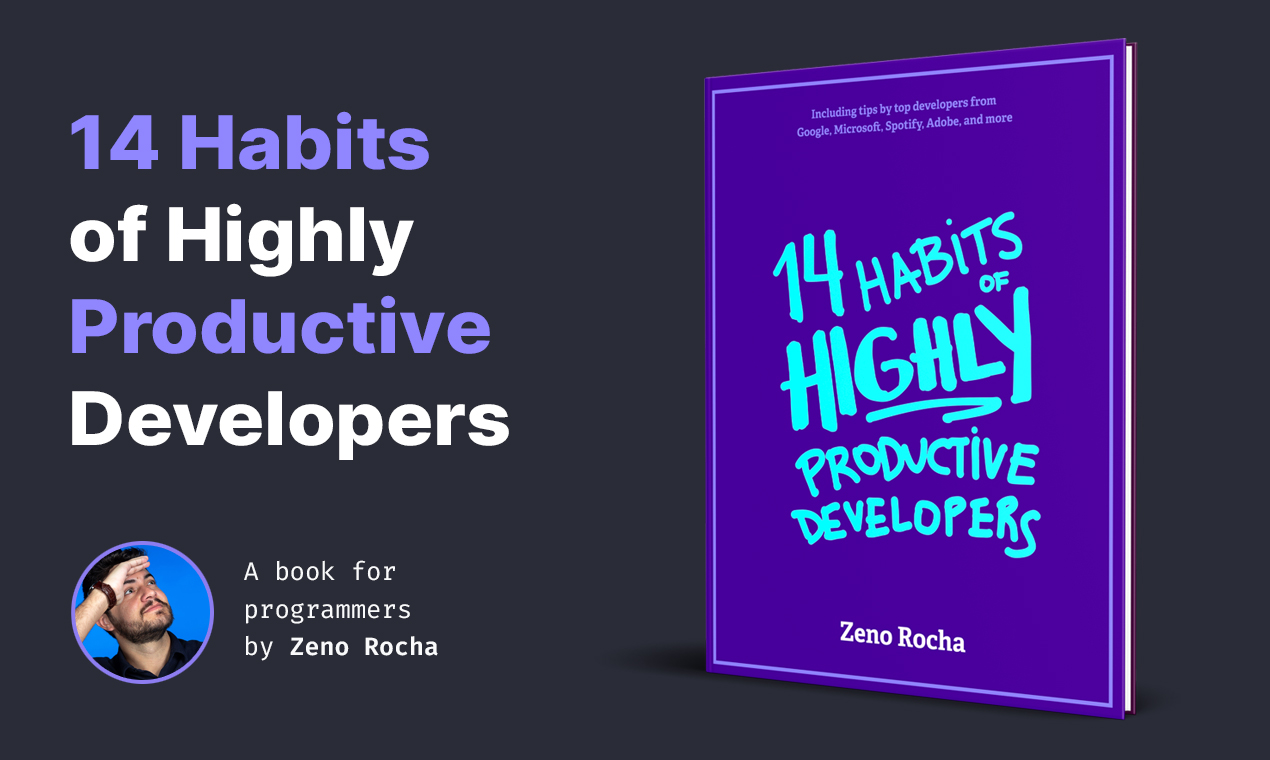 14 Habits
of Highly
Productive
Developers
A book for
programmers
by Zeno Rocha
Including tips by top developers from
Google, Microsoft, Spotify, Adobe, and more
14 HABiTS
OF
HIGHLY
PRODUCTiVE
DEVELOPERS
Zeno Rocha